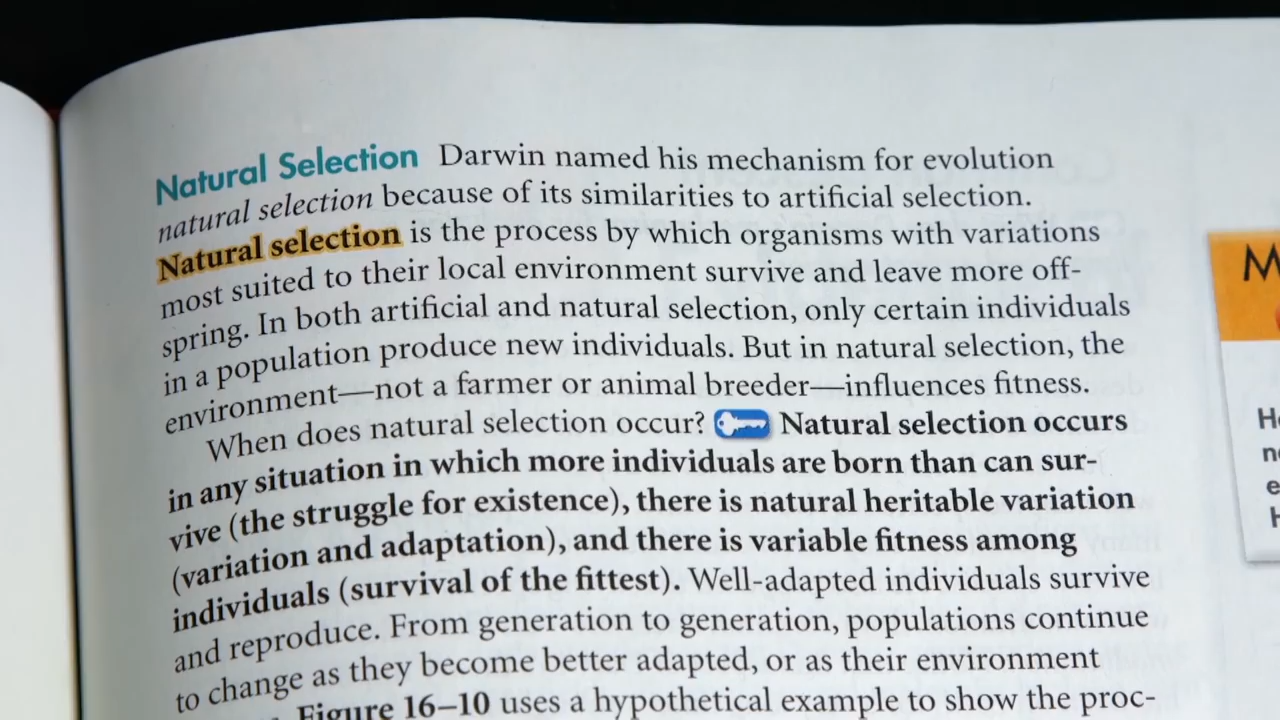 Natural Selection Darwin named his mechanism for evolution
natural selection because of its similarities to artificial selection.
Natural selection is the process by which organisms with variations
most suited to their local environment survive and leave more off-
spring. In both artificial and natural selection, only certain individuals
in a population produce new individuals. But in natural selection, the
environment—not a farmer or animal breeder—influences fitness.
When does natural selection occur? Natural selection occurs
in any situation in which more individuals are born than can sur-
vive (the struggle for existence), there is natural heritable variation
(variation and adaptation), and there is variable fitness among
individuals (survival of the fittest). Well-adapted individuals survive
and reproduce. From generation to generation, populations continue
to change as they become better adapted, or as their environment
Figure 16–10 uses a hypothetical example to show the proc-